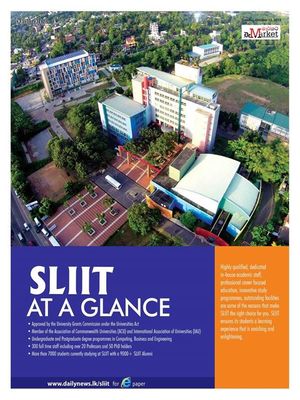 ad Market
SLIIT
AT A GLANCE
• Approved by the University Grants Commission under the Universities Act
• Member of the Association of Commonwealth Universities (ACU) and International Association of Universities (IAU)
• Undergraduate and Postgraduate degree programmes in Computing, Business and Engineering
• 300 full time staff including over 20 Professors and 50 PhD holders
• More than 7000 students currently studying at SLIIT with a 9000+ SLIIT Alumni
Highly qualified, dedicated
in-house academic staff,
professional career focused
education, innovative study
programmes, outstanding facilities
are some of the reasons that make
SLIIT the right choice for you. SLIIT
ensures its students a learning
experience that is enriching and
enlightening.
www.dailynews.lk/sliit for e paper